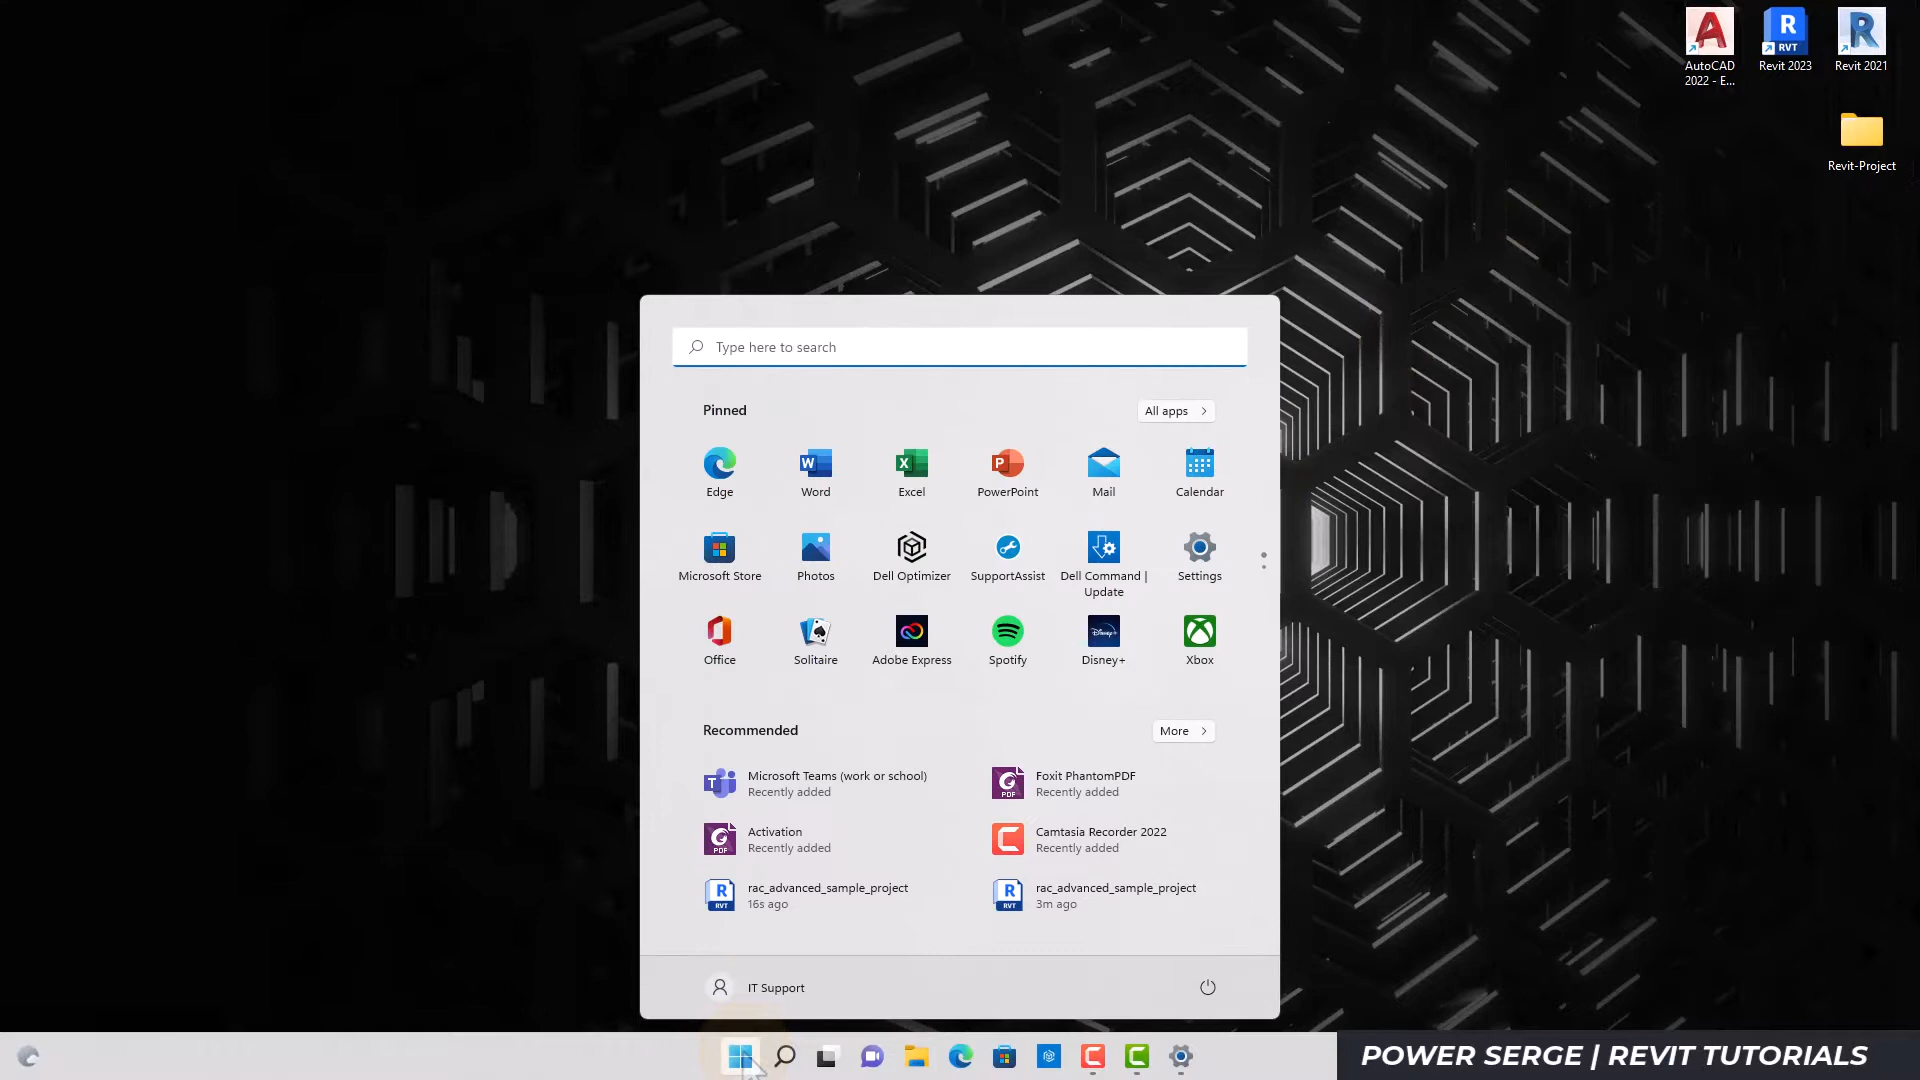 AutoCAD
2022 - E...
RVT
Revit 2023
Revit 2021
Revit-Project
Type here to search
Pinned
All apps
Edge
Word
Excel
PowerPoint
Mail
Calendar
Microsoft Store
Photos
Dell Optimizer
SupportAssist
Dell Command |
Update
Settings
Office
Solitaire
Adobe Express
Spotify
Disney+
Xbox
Recommended
More
Microsoft Teams (work or school)
Recently added
Foxit PhantomPDF
Recently added
Activation
Recently added
Camtasia Recorder 2022
Recently added
rac_advanced_sample_project
16s ago
rac_advanced_sample_project
3m ago
IT Support
POWER SERGE | REVIT TUTORIALS